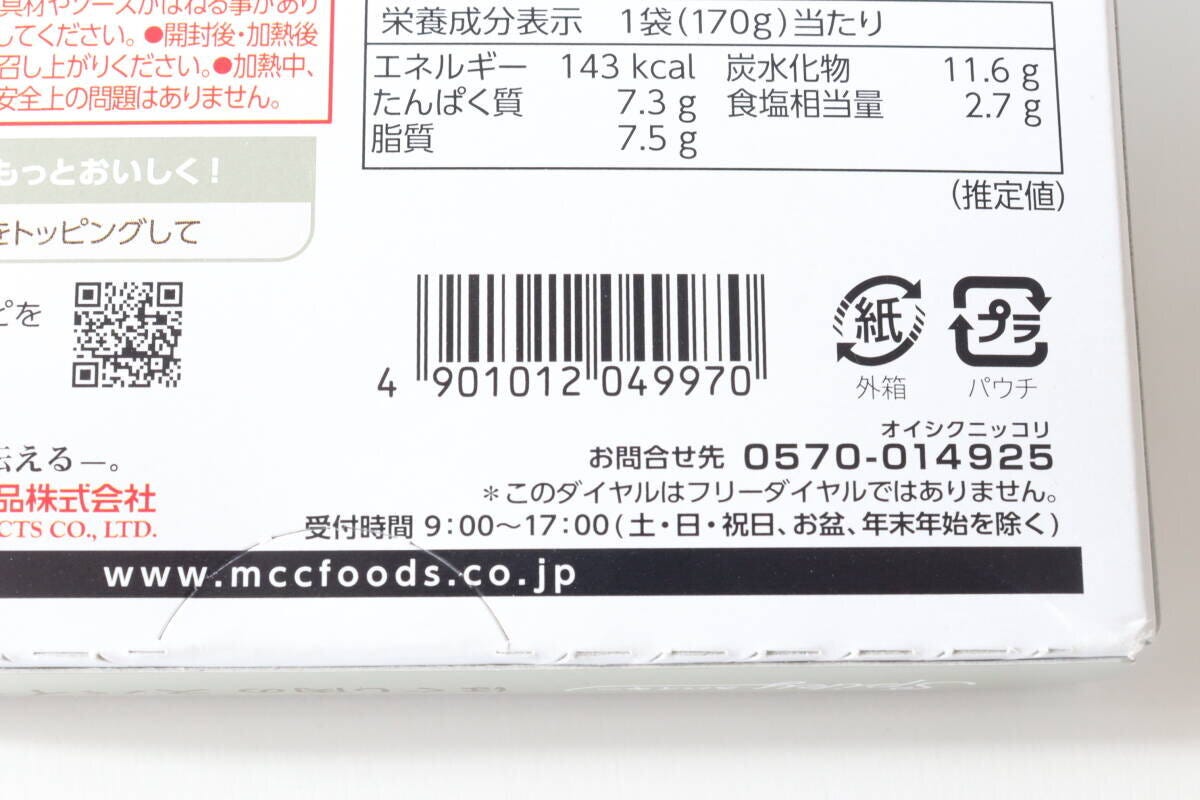 具材やソースがはねる事があり
してください。●開封後・加熱後
召し上がりください。●加熱中、
安全上の問題はありません。
もっとおいしく！
をトッピングして
ピを
伝える―。
品株式会社
CTS CO., LTD.
栄養成分表示 1袋(170g)当たり
エネルギー 143 kcal 炭水化物 11.6 g
たんぱく質 7.3 g 食塩相当量 2.7 g
脂質 7.5 g
(推定値)
4 901012 049970
紙
外箱
プラ
パウチ
オイシクニッコリ
お問合せ先 0570-014925
＊このダイヤルはフリーダイヤルではありません。
受付時間 9:00〜17:00(土・日・祝日、お盆、年末年始を除く)
www.mccfoods.co.jp